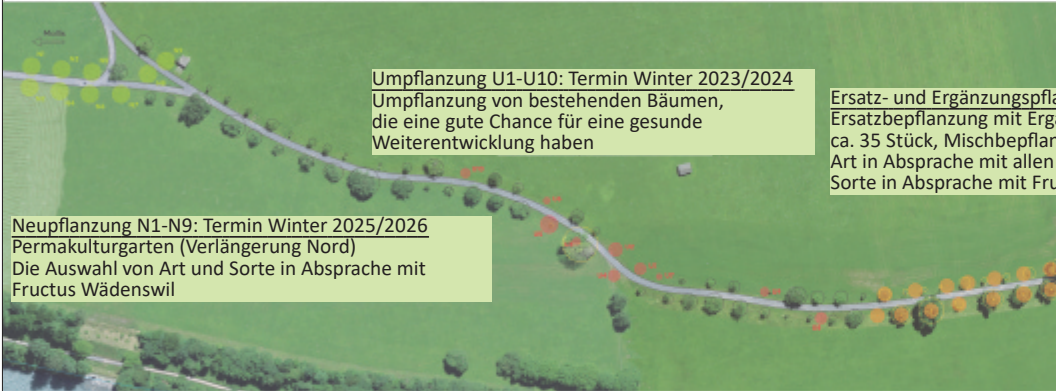 Mollis
Umpflanzung U1-U10: Termin Winter 2023/2024
Umpflanzung von bestehenden Bäumen,
die eine gute Chance für eine gesunde
Weiterentwicklung haben
Ersatz- und Ergänzungspfla
Ersatzbepflanzung mit Ergä
ca. 35 Stück, Mischbepflan
Art in Absprache mit allen
Sorte in Absprache mit Fru
Neupflanzung N1-N9: Termin Winter 2025/2026
Permakulturgarten (Verlängerung Nord)
Die Auswahl von Art und Sorte in Absprache mit
Fructus Wädenswil